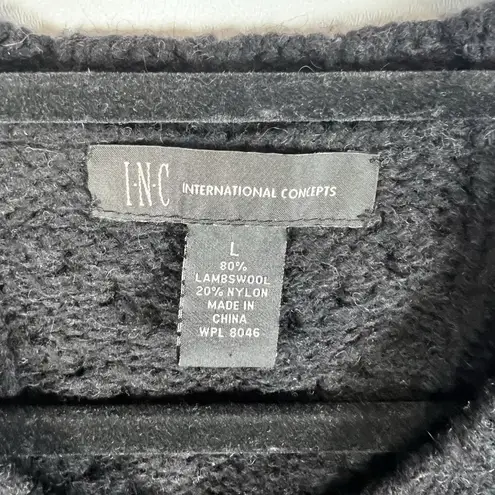 I·N·C INTERNATIONAL CONCEPTS
L
80%
LAMBSWOOL
20% NYLON
MADE IN
CHINA
WPL 8046